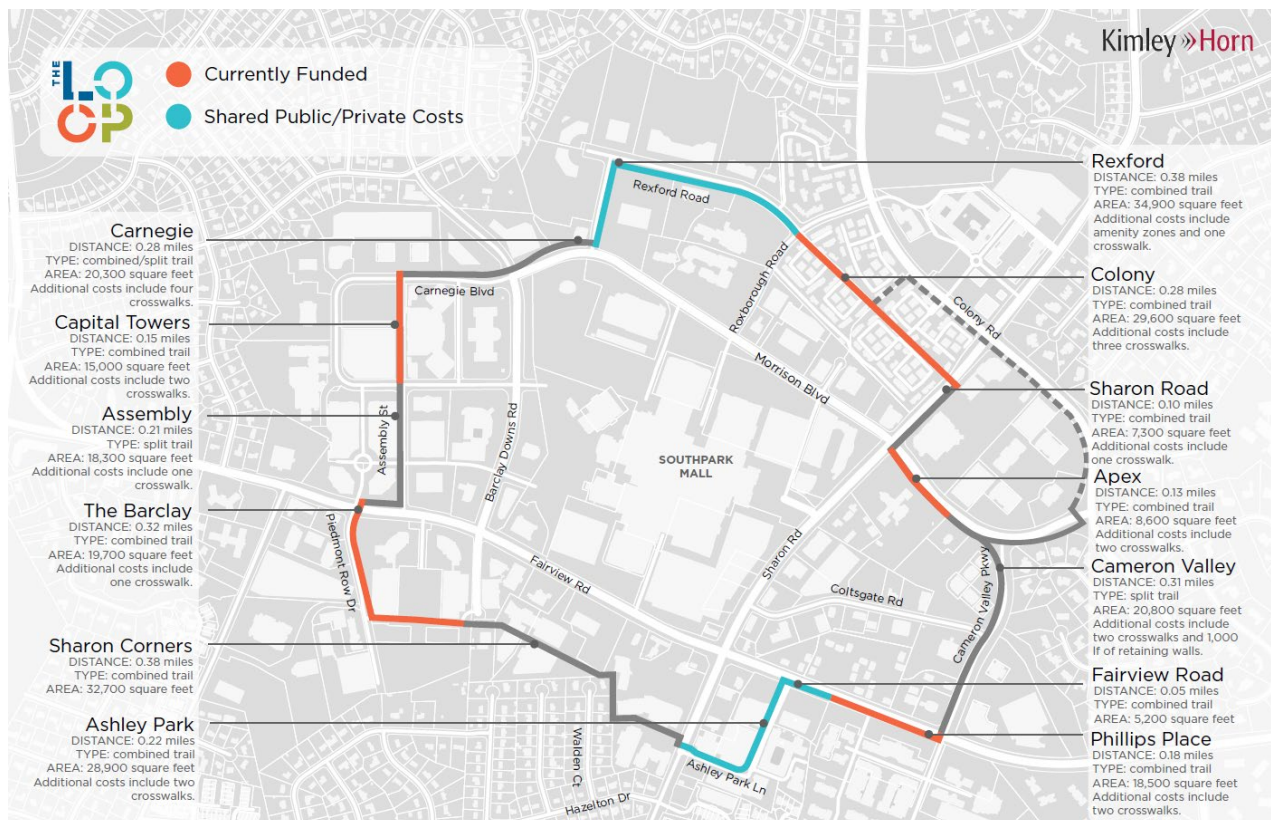 THE
LO
OP
Currently Funded
Shared Public/Private Costs
Kimley»Horn
Carnegie
DISTANCE: 0.28 miles
TYPE: combined/split trail
AREA: 20,300 square feet
Additional costs include four
crosswalks.
Capital Towers
DISTANCE: 0.15 miles
TYPE: combined trail
AREA: 15,000 square feet
Additional costs include two
crosswalks.
Assembly
DISTANCE: 0.21 miles
TYPE: split trail
AREA: 18,300 square feet
Additional costs include one
crosswalk.
The Barclay
DISTANCE: 0.32 miles
TYPE: combined trail
AREA: 19,700 square feet
Additional costs include
one crosswalk.
Sharon Corners
DISTANCE: 0.38 miles
TYPE: combined trail
AREA: 32,700 square feet
Ashley Park
DISTANCE: 0.22 miles
TYPE: combined trail
AREA: 28,900 square feet
Additional costs include two
crosswalks.
Rexford Road
Carnegie Blvd
Roxborough Road
Colony Rd
Morrison Blvd
Assembly St
Barclay Downs Rd
SOUTHPARK
MALL
Piedmont Row Dr
Fairview Rd
Sharon Rd
Coltsgate Rd
Cameron Valley Pkwy
Walden Ct
Ashley Park Ln
Hazelton Dr
Rexford
DISTANCE: 0.38 miles
TYPE: combined trail
AREA: 34,900 square feet
Additional costs include
amenity zones and one
crosswalk.
Colony
DISTANCE: 0.28 miles
TYPE: combined trail
AREA: 29,600 square feet
Additional costs include
three crosswalks.
Sharon Road
DISTANCE: 0.10 miles
TYPE: combined trail
AREA: 7,300 square feet
Additional costs include
one crosswalk.
Apex
DISTANCE: 0.13 miles
TYPE: combined trail
AREA: 8,600 square feet
Additional costs include
two crosswalks.
Cameron Valley
DISTANCE: 0.31 miles
TYPE: split trail
AREA: 20,800 square feet
Additional costs include
two crosswalks and 1,000
lf of retaining walls.
Fairview Road
DISTANCE: 0.05 miles
TYPE: combined trail
AREA: 5,200 square feet
Phillips Place
DISTANCE: 0.18 miles
TYPE: combined trail
AREA: 18,500 square feet
Additional costs include
two crosswalks.